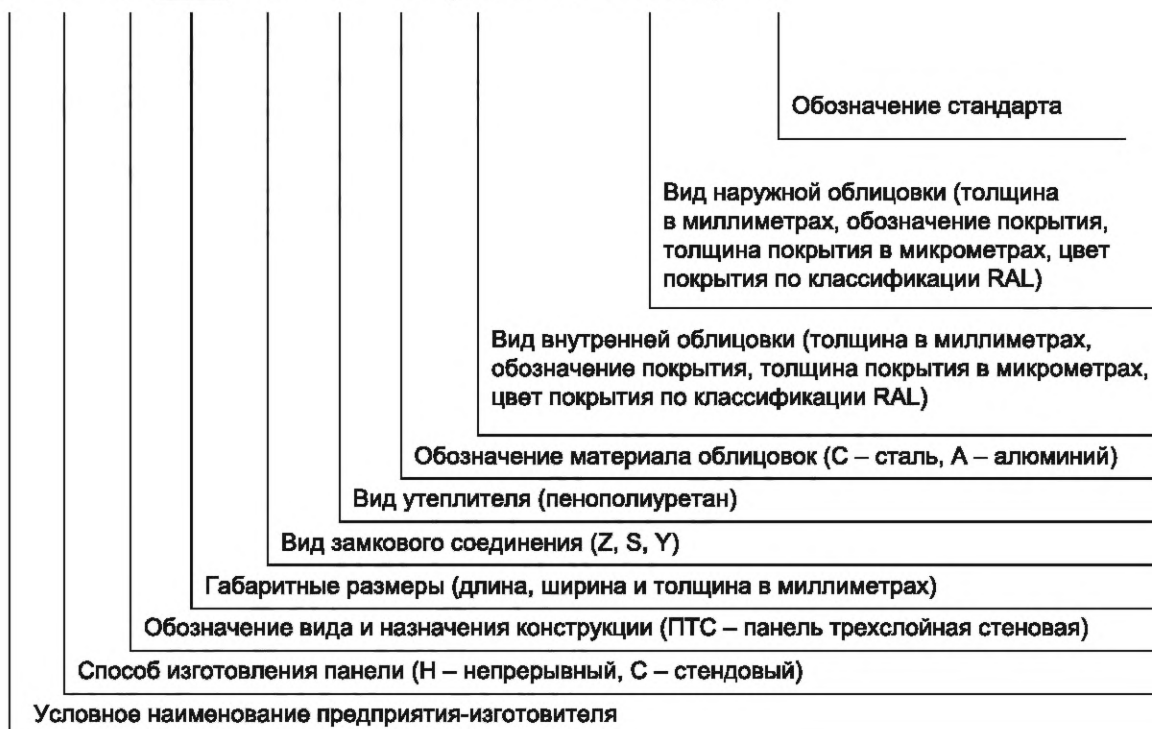 Обозначение стандарта
Вид наружной облицовки (толщина
в миллиметрах, обозначение покрытия,
толщина покрытия в микрометрах, цвет
покрытия по классификации RAL)
Вид внутренней облицовки (толщина в миллиметрах,
обозначение покрытия, толщина покрытия в микрометрах,
цвет покрытия по классификации RAL)
Обозначение материала облицовок (С – сталь, А – алюминий)
Вид утеплителя (пенополиуретан)
Вид замкового соединения (Z, S, Y)
Габаритные размеры (длина, ширина и толщина в миллиметрах)
Обозначение вида и назначения конструкции (ПТС – панель трехслойная стеновая)
Способ изготовления панели (Н – непрерывный, С – стендовый)
Условное наименование предприятия-изготовителя